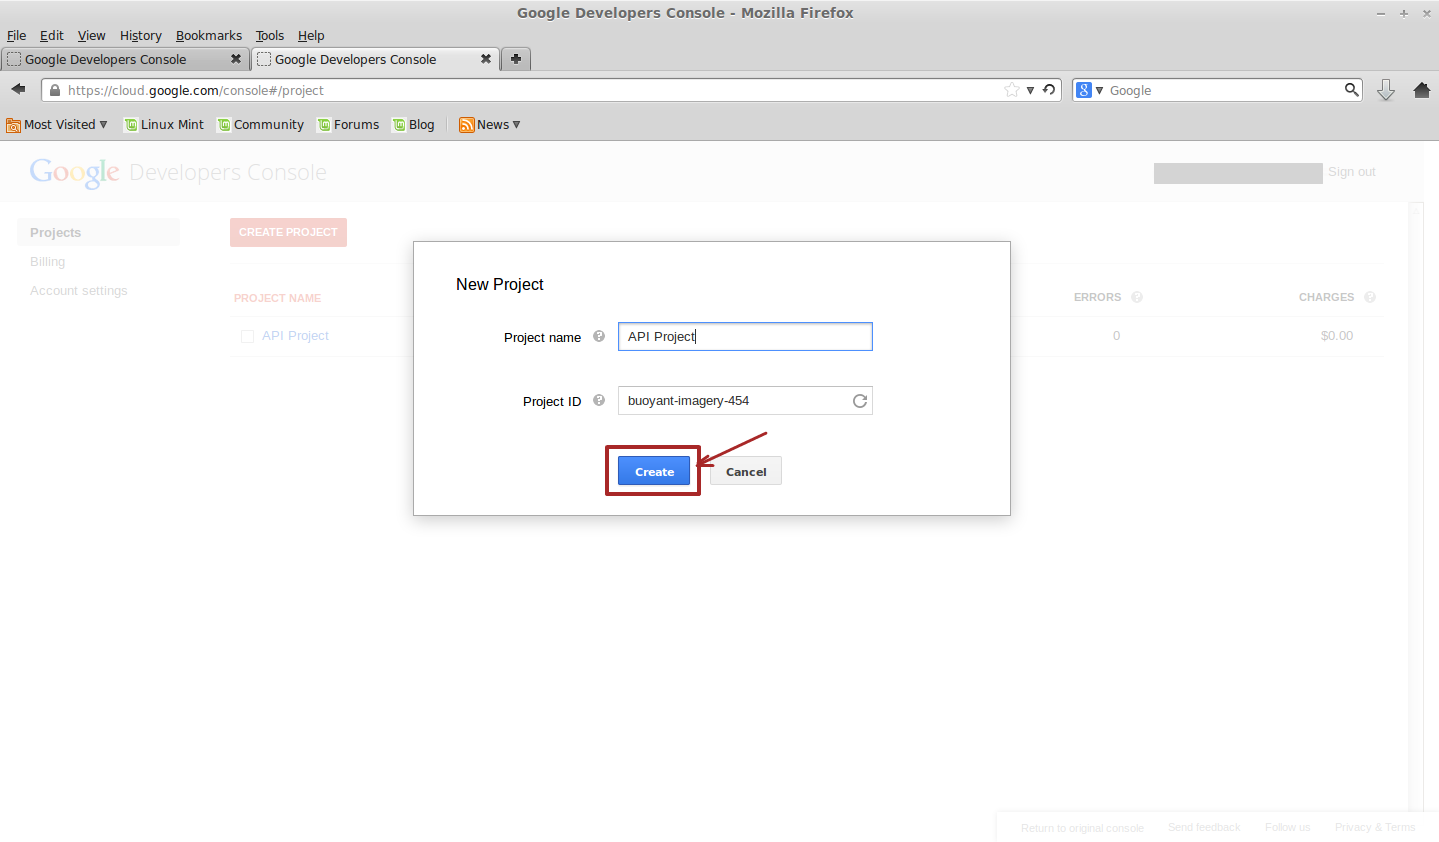 Google Developers Console - Mozilla Firefox
File Edit View History Bookmarks Tools Help
Google Developers Console Google Developers Console
https://cloud.google.com/console#/project Google
Most Visited Linux Mint Community Forums Blog News
Google Developers Console Sign out
Projects
Billing
Account settings
CREATE PROJECT
PROJECT NAME ERRORS CHARGES
API Project 0 $0.00
New Project
Project name API Project
Project ID buoyant-imagery-454
Create Cancel
Return to original console Send feedback Follow us Privacy & Terms